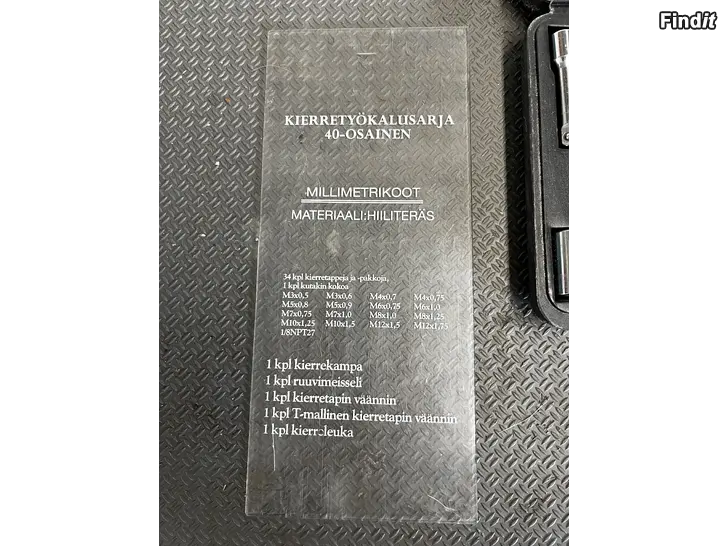 Findit
KIERRETYÖKALUSARJA
40-OSAINEN
MILLIMETRIKOOT
MATERIAALI:HIILITERÄS
34 kpl kierretappeja ja -pakkoja,
1 kpl kutakin kokoa
M3x0,5 M3x0,6 M4x0,7 M4x0,75
M5x0,8 M5x0,9 M6x0,75 M6x1,0
M7x0,75 M7x1,0 M8x1,0 M8x1,25
M10x1,25 M10x1,5 M12x1,5 M12x1,75
1/8NPT27
1 kpl kierrekampa
1 kpl ruuvimeisseli
1 kpl kierretapin väännin
1 kpl T-mallinen kierretapin väännin
1 kpl kierreleuka